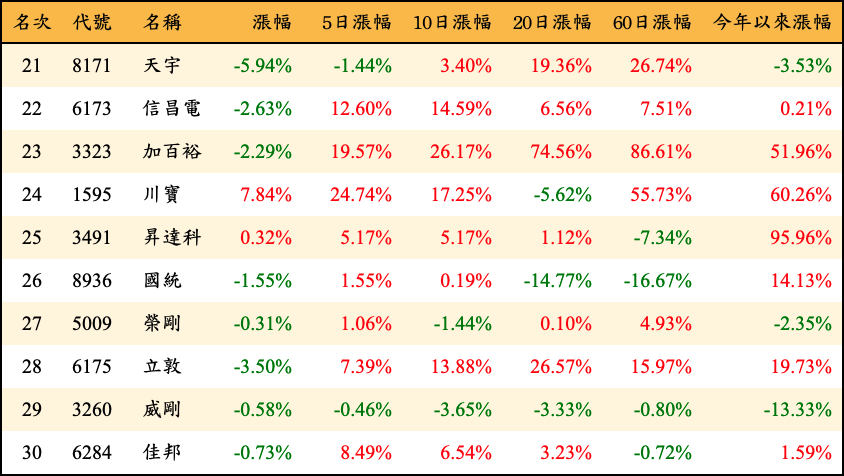 名次 代號 名稱 漲幅 5日漲幅 10日漲幅 20日漲幅 60日漲幅 今年以來漲幅
21 8171 天宇 -5.94% -1.44% 3.40% 19.36% 26.74% -3.53%
22 6173 信昌電 -2.63% 12.60% 14.59% 6.56% 7.51% 0.21%
23 3323 加百裕 -2.29% 19.57% 26.17% 74.56% 86.61% 51.96%
24 1595 川寶 7.84% 24.74% 17.25% -5.62% 55.73% 60.26%
25 3491 昇達科 0.32% 5.17% 5.17% 1.12% -7.34% 95.96%
26 8936 國統 -1.55% 1.55% 0.19% -14.77% -16.67% 14.13%
27 5009 榮剛 -0.31% 1.06% -1.44% 0.10% 4.93% -2.35%
28 6175 立敦 -3.50% 7.39% 13.88% 26.57% 15.97% 19.73%
29 3260 威剛 -0.58% -0.46% -3.65% -3.33% -0.80% -13.33%
30 6284 佳邦 -0.73% 8.49% 6.54% 3.23% -0.72% 1.59%